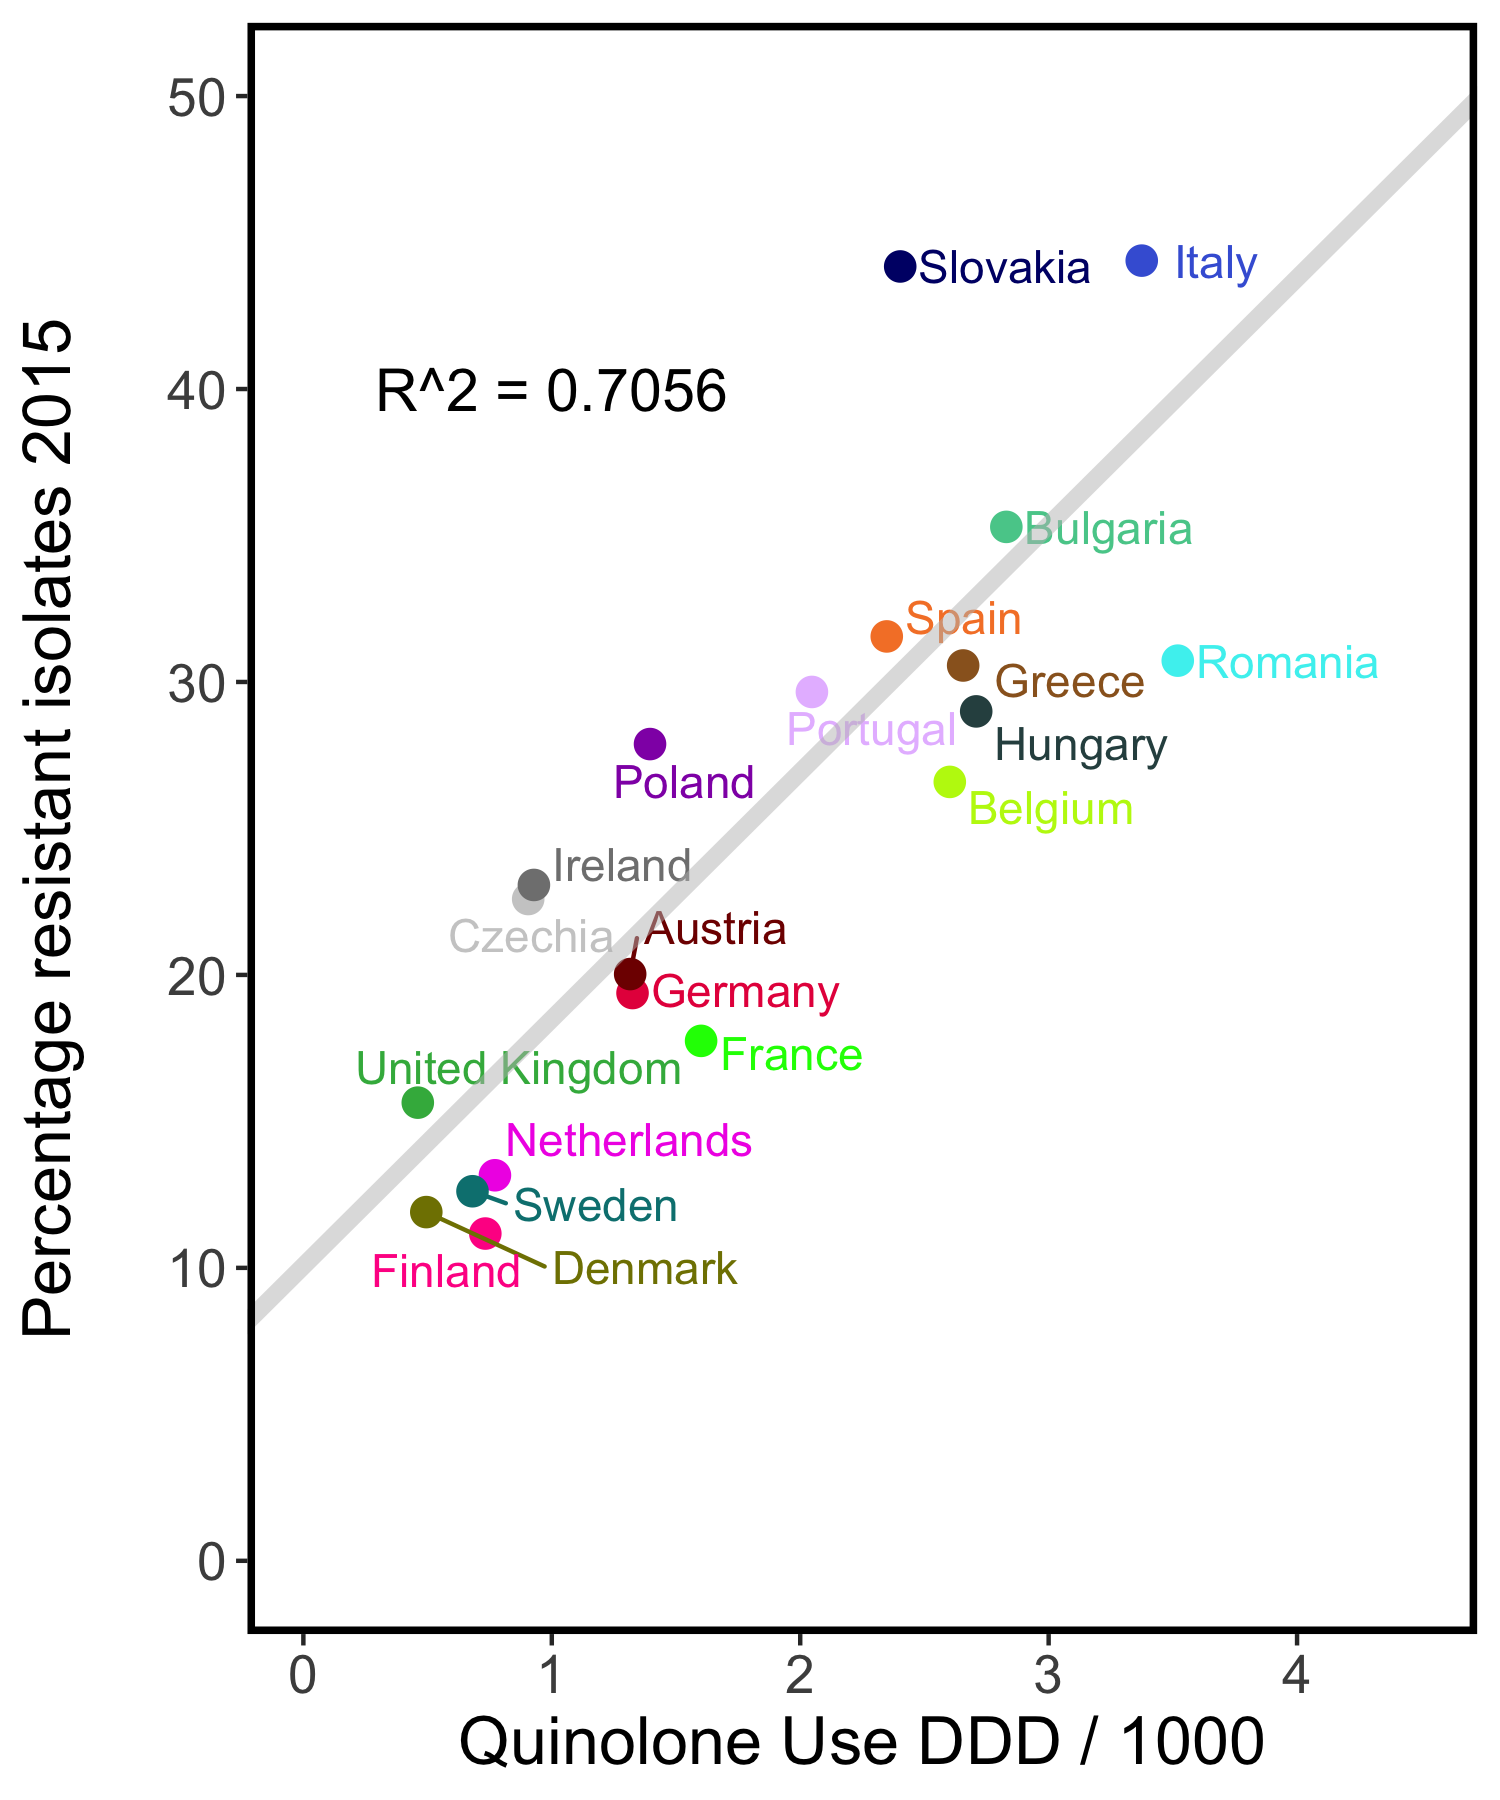 Percentage resistant isolates 2015
50
40
30
20
10
0
R^2 = 0.7056
Slovakia
Italy
Bulgaria
Spain
Romania
Greece
Portugal
Hungary
Poland
Belgium
Ireland
Czechia
Austria
Germany
France
United Kingdom
Netherlands
Sweden
Finland
Denmark
0 1 2 3 4
Quinolone Use DDD / 1000